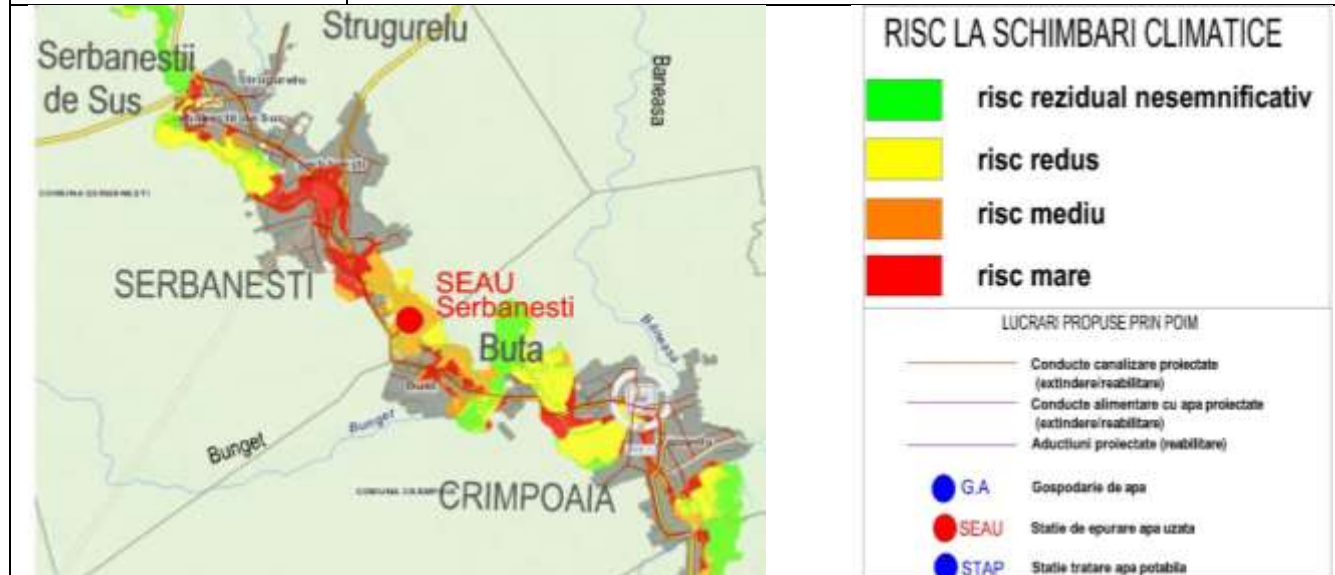 Strugurelu
Serbanestii
de Sus
Strugurelu
Baneasa
SERBANESTI
SEAU
Serbanesti
Buta
Bunget
Bunget
CRIMPOAIA
RISC LA SCHIMBARI CLIMATICE
risc rezidual nesemnificativ
risc redus
risc mediu
risc mare
LUCRARI PROPUSE PRIN POIM
Conducte canalizare proiectate
(extindere/reabilitare)
Conducte alimentare cu apa proiectate
(extindere/reabilitare)
Aductiuni proiectate (reabilitare)
G.A Gospodarie de apa
SEAU Statie de epurare apa uzata
STAP Statie tratare apa potabila